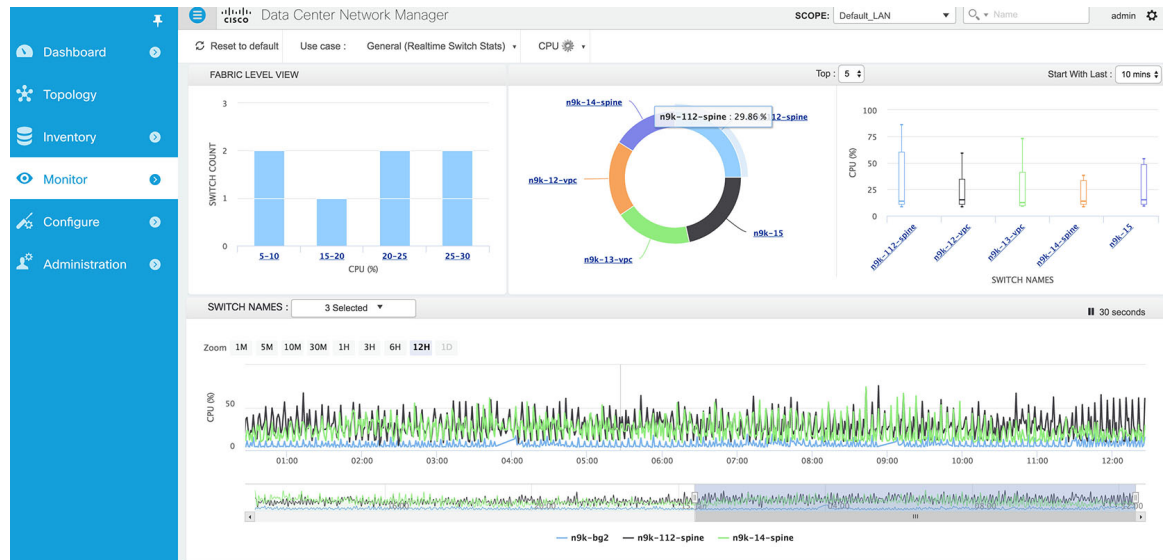 CISCO Data Center Network Manager
SCOPE: Default_LAN
Name
admin
Dashboard
Topology
Inventory
Monitor
Configure
Administration
Reset to default Use case : General (Realtime Switch Stats) CPU
FABRIC LEVEL VIEW
3
2
1
0
SWITCH COUNT
5-10 15-20 20-25 25-30
CPU (%)
Top : 5
n9k-14-spine
n9k-112-spine : 29.86 %
12-spine
n9k-12-vpc
n9k-15
n9k-13-vpc
Start With Last : 10 mins
100
75
50
25
0
CPU (%)
n9k-112-spine n9k-12-vpc n9k-13-vpc n9k-14-spine n9k-15
SWITCH NAMES
SWITCH NAMES : 3 Selected
30 seconds
Zoom 1M 5M 10M 30M 1H 3H 6H 12H 1D
CPU (%)
50
0
01:00 02:00 03:00 04:00 05:00 06:00 07:00 08:00 09:00 10:00 11:00 12:00
04:00 08:00
n9k-bg2 n9k-112-spine n9k-14-spine